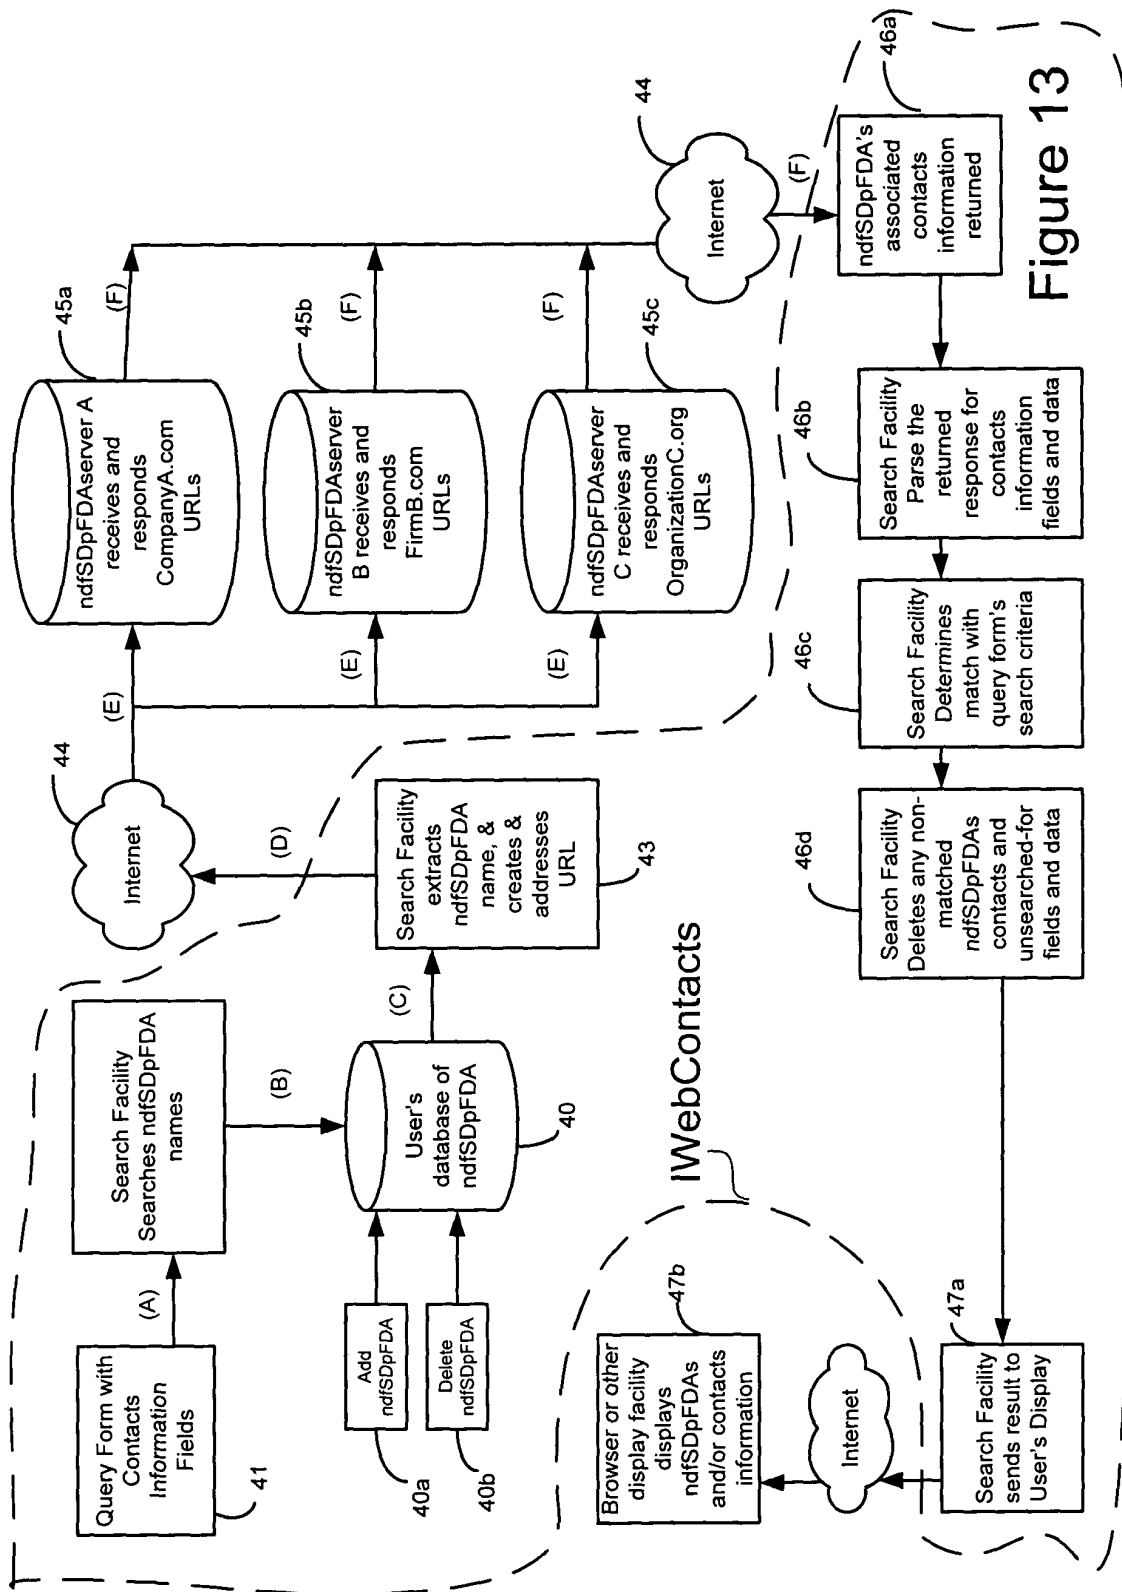 Query Form with
Contacts
Information
Fields
41
(A)
Search Facility
Searches ndfSDpFDA
names
(B)
Add
ndfSDpFDA
40a
Delete
ndfSDpFDA
40b
User's
database of
ndfSDpFDA
40
(C)
Search Facility
extracts
ndfSDpFDA
name, &
creates &
addresses
URL
43
(D)
Internet
44
(E)
(E)
(E)
ndfSDpFDAserver A
receives and
responds
CompanyA.com
URLs
45a
(F)
ndfSDpFDAserver
B receives and
responds
FirmB.com
URLs
45b
(F)
ndfSDpFDAserver
C receives and
responds
OrganizationC.org
URLs
45c
(F)
Internet
44
(F)
ndfSDpFDA's
associated
contacts
information
returned
46a
Search Facility
Parse the
returned
response for
contacts
information
fields and data
46b
Search Facility
Determines
match with
query form's
search criteria
46c
Search Facility
Deletes any non-
matched
ndfSDpFDAs
contacts and
unsearched-for
fields and data
46d
Search Facility
sends result to
User's Display
47a
Internet
Browser or other
display facility
displays
ndfSDpFDAs
and/or contacts
information
47b
IWebContacts
Figure 13